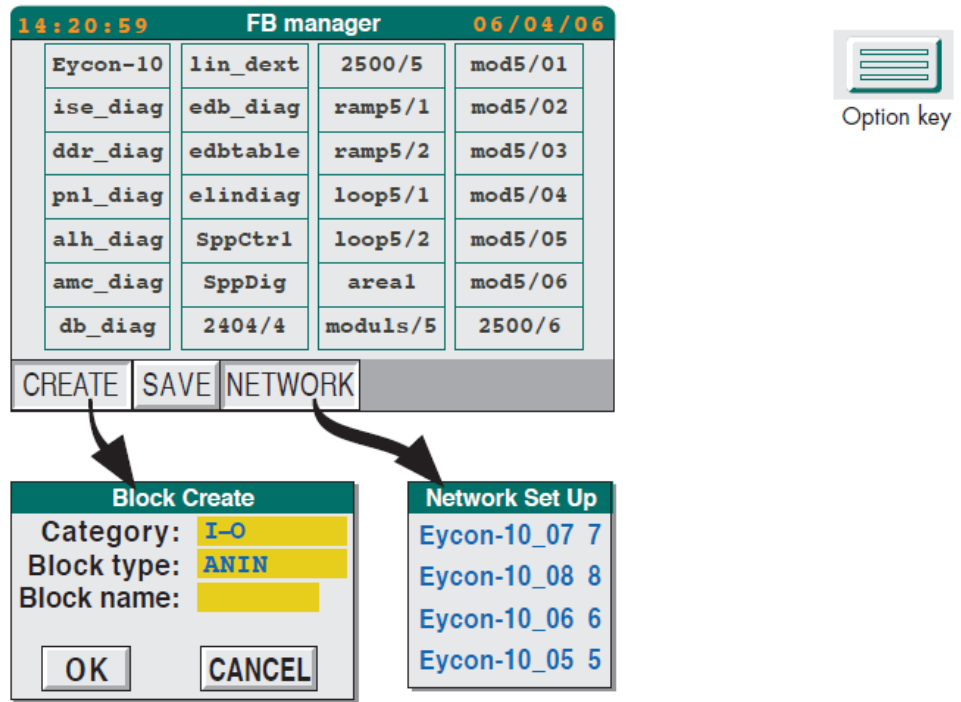 14:20:59 FB manager 06/04/06
Eycon-10 lin_dext 2500/5 mod5/01
ise_diag edb_diag ramp5/1 mod5/02
ddr_diag edbtable ramp5/2 mod5/03
pnl_diag elindiag loop5/1 mod5/04
alh_diag SppCtrl loop5/2 mod5/05
amc_diag SppDig area1 mod5/06
db_diag 2404/4 moduls/5 2500/6
CREATE SAVE NETWORK
Option key
Block Create
Category: I–O
Block type: ANIN
Block name:
OK CANCEL
Network Set Up
Eycon-10_07 7
Eycon-10_08 8
Eycon-10_06 6
Eycon-10_05 5